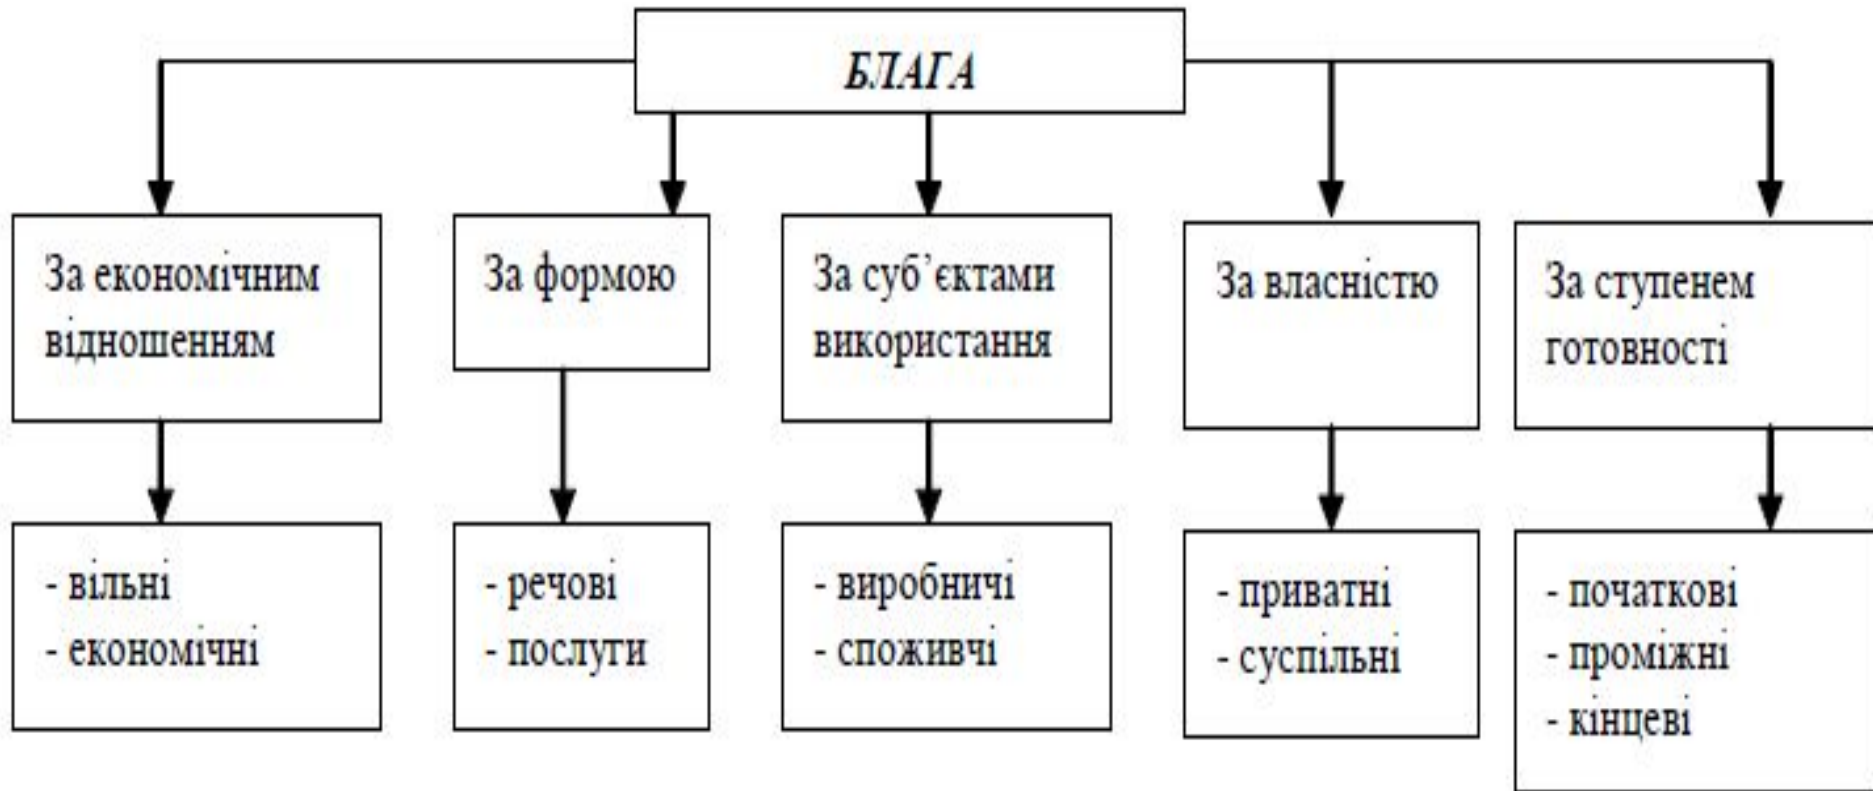 БЛАГА
За економічним
відношенням
За формою
За суб’єктами
використання
За власністю
За ступенем
готовності
- вільні
- економічні
- речові
- послуги
- виробничі
- споживчі
- приватні
- суспільні
- початкові
- проміжні
- кінцеві